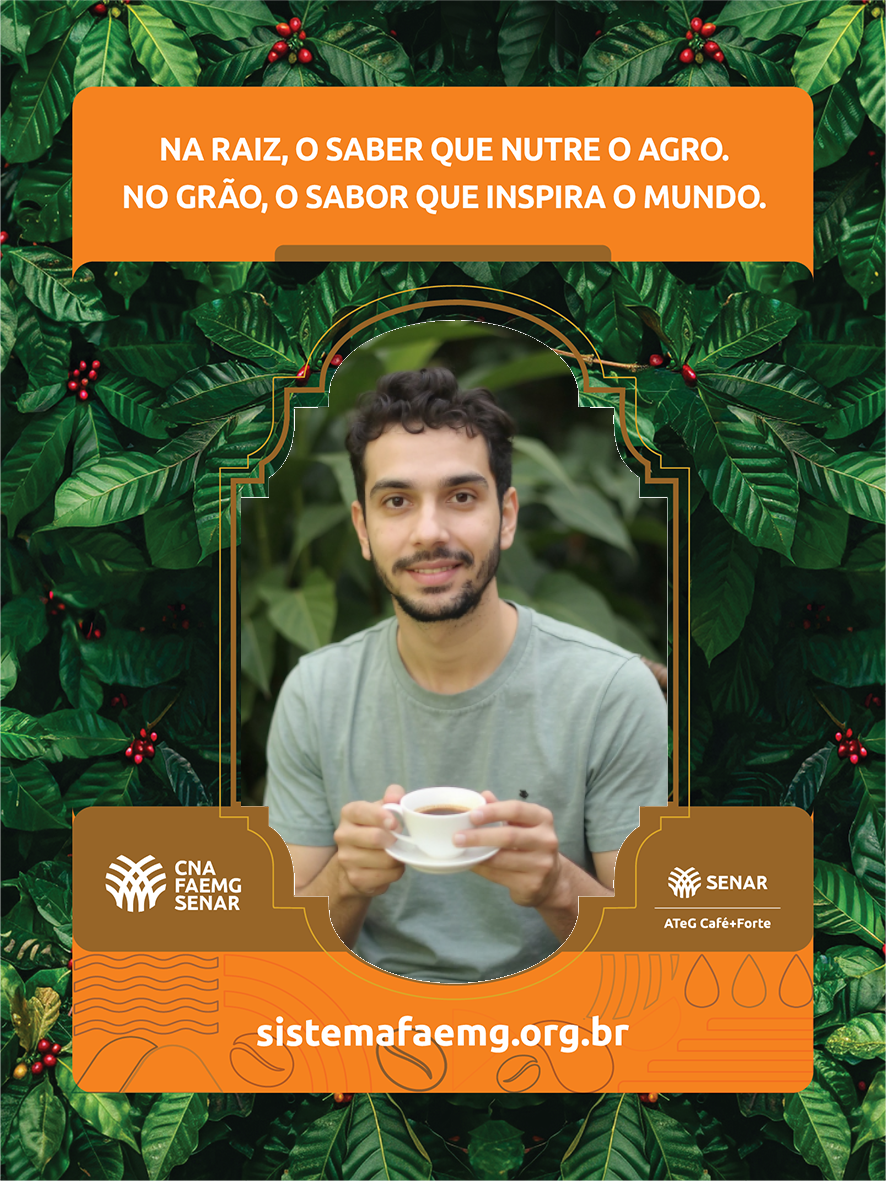 NA RAIZ, O SABER QUE NUTRE O AGRO.
NO GRÃO, O SABOR QUE INSPIRA O MUNDO.
CNA
FAEMG
SENAR
SENAR
ATeG Café+Forte
sistemafaemg.org.br